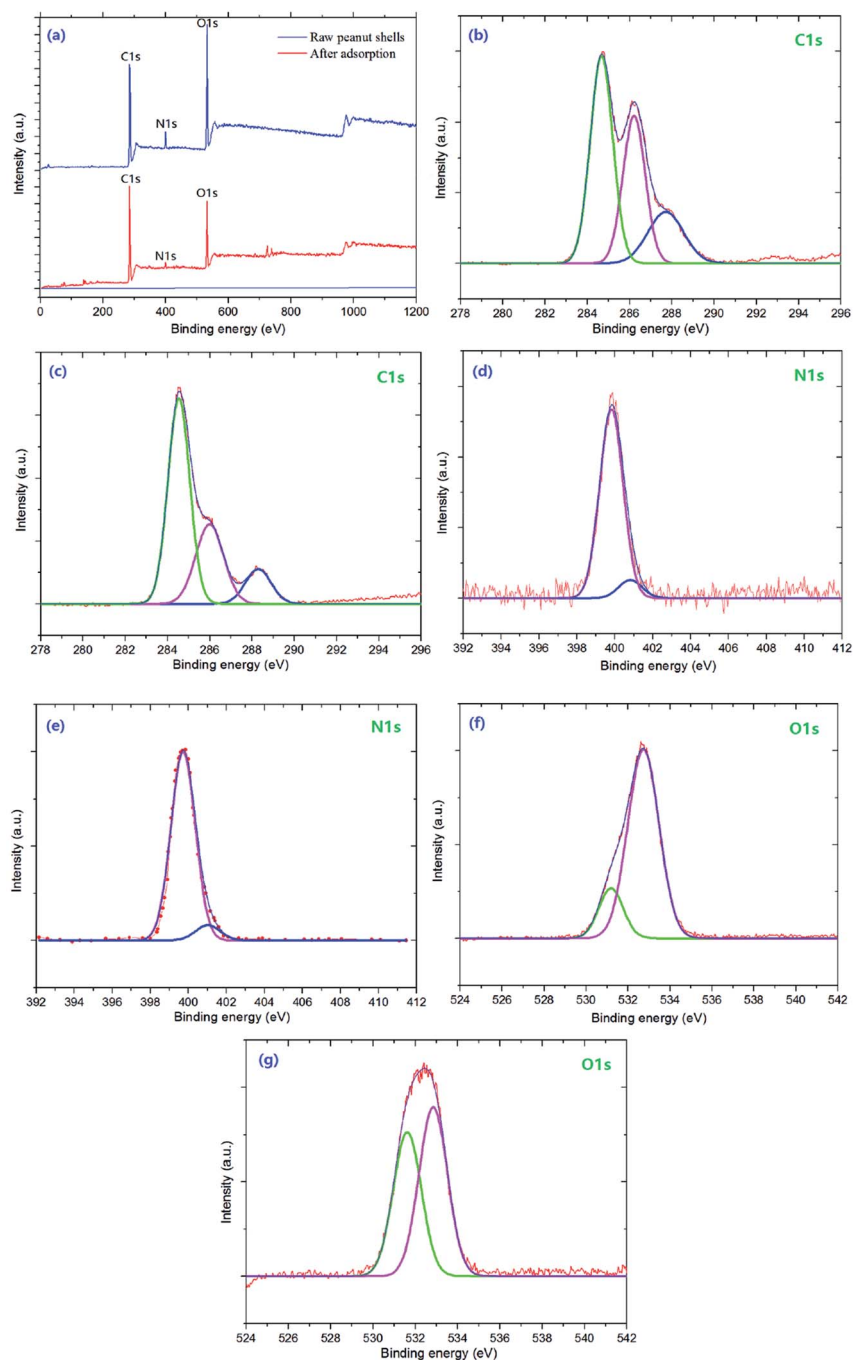 (a)
O1s
Raw peanut shells
After adsorption
C1s
N1s
C1s
O1s
N1s
Intensity (a.u.)
0 200 400 600 800 1000 1200
Binding energy (eV)
(b)
C1s
Intensity (a.u.)
278 280 282 284 286 288 290 292 294 296
Binding energy (eV)
(c)
C1s
Intensity (a.u.)
278 280 282 284 286 288 290 292 294 296
Binding energy (eV)
(d)
N1s
Intensity (a.u.)
392 394 396 398 400 402 404 406 408 410 412
Binding energy (eV)
(e)
N1s
Intensity (a.u.)
392 394 396 398 400 402 404 406 408 410 412
Binding energy (eV)
(f)
O1s
Intensity (a.u.)
524 526 528 530 532 534 536 538 540 542
Binding energy (eV)
(g)
O1s
Intensity (a.u.)
524 526 528 530 532 534 536 538 540 542
Binding energy (eV)